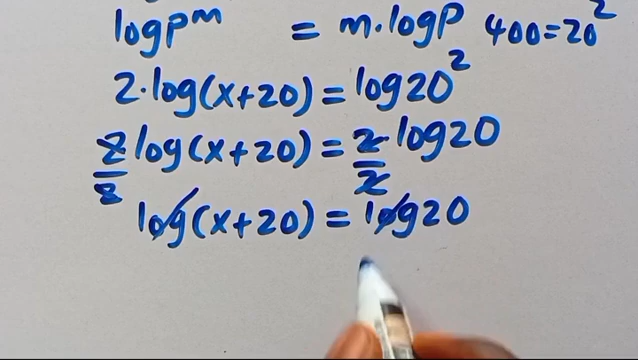 logP^m = m·logP 400=20^2
2·log(x+20) = log20^2
2/2 log(x+20) = 2/2 log20
log(x+20) = log20